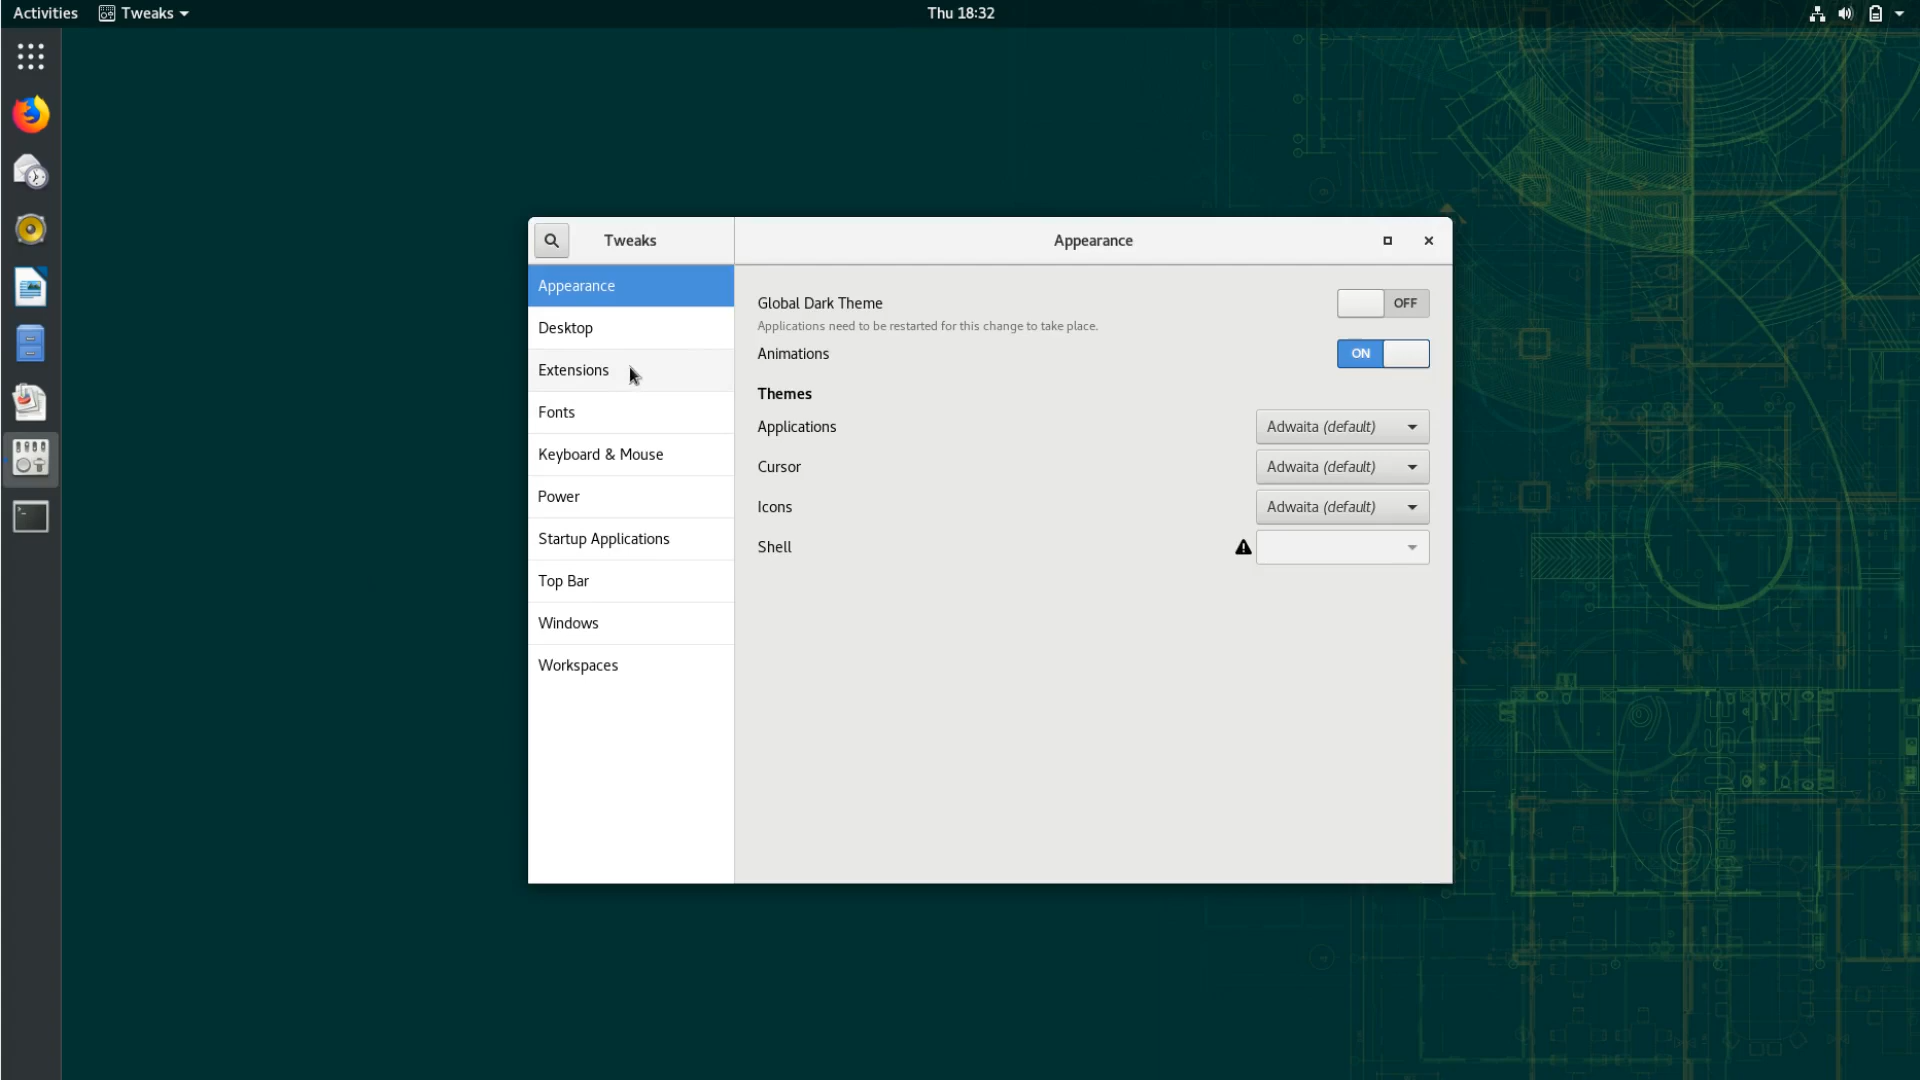 Activities
Tweaks
Thu 18:32
Tweaks
Appearance
Appearance
Desktop
Extensions
Fonts
Keyboard & Mouse
Power
Startup Applications
Top Bar
Windows
Workspaces
Global Dark Theme
OFF
Applications need to be restarted for this change to take place.
Animations
ON
Themes
Applications
Adwaita (default)
Cursor
Adwaita (default)
Icons
Adwaita (default)
Shell